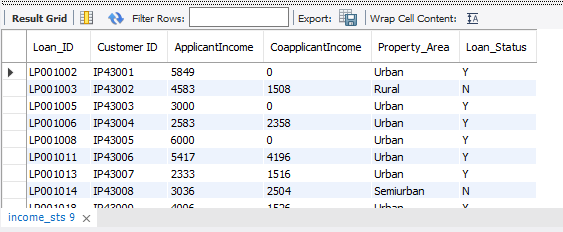 Result Grid Filter Rows: Export: Wrap Cell Content:
Loan_ID Customer ID ApplicantIncome CoapplicantIncome Property_Area Loan_Status
LP001002 IP43001 5849 0 Urban Y
LP001003 IP43002 4583 1508 Rural N
LP001005 IP43003 3000 0 Urban Y
LP001006 IP43004 2583 2358 Urban Y
LP001008 IP43005 6000 0 Urban Y
LP001011 IP43006 5417 4196 Urban Y
LP001013 IP43007 2333 1516 Urban Y
LP001014 IP43008 3036 2504 Semiurban N
LP001018 IP43009 4006 1526 Urban Y
income_sts 9